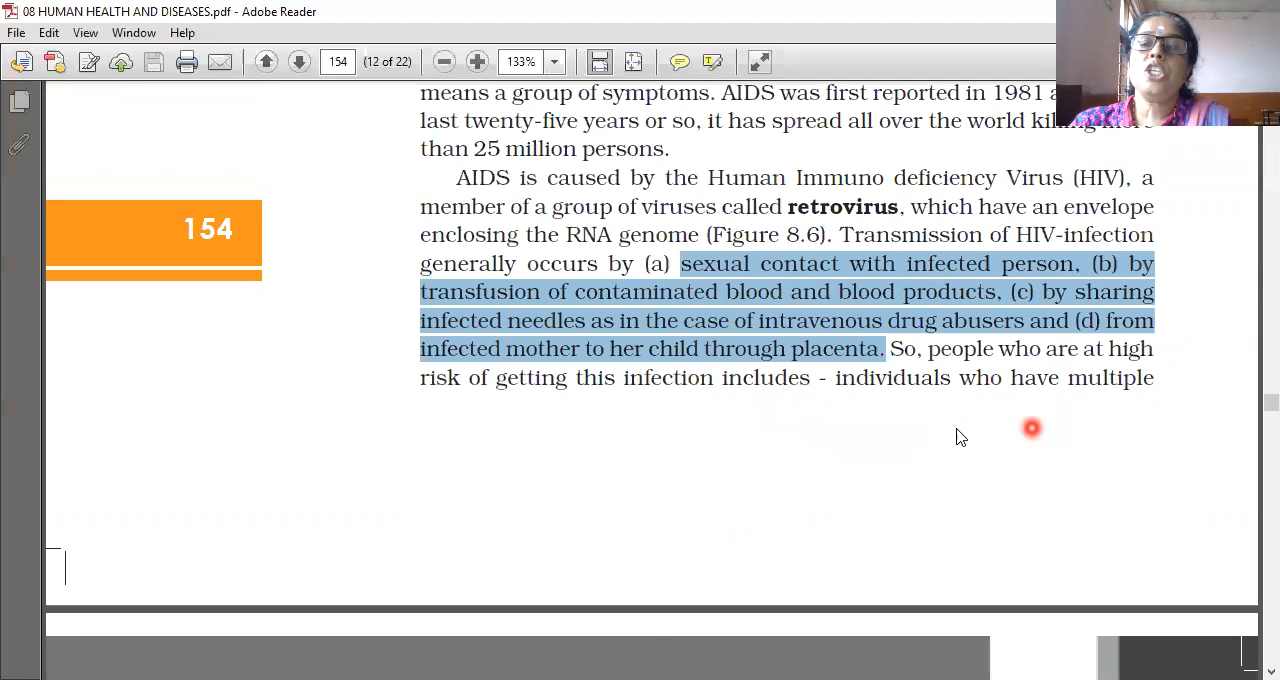 08 HUMAN HEALTH AND DISEASES.pdf - Adobe Reader
File Edit View Window Help
154 (12 of 22) 133%
means a group of symptoms. AIDS was first reported in 1981
last twenty-five years or so, it has spread all over the world
than 25 million persons.
AIDS is caused by the Human Immuno deficiency Virus (HIV), a
member of a group of viruses called retrovirus, which have an envelope
154
enclosing the RNA genome (Figure 8.6). Transmission of HIV-infection
generally occurs by (a) sexual contact with infected person, (b) by
transfusion of contaminated blood and blood products, (c) by sharing
infected needles as in the case of intravenous drug abusers and (d) from
infected mother to her child through placenta. So, people who are at high
risk of getting this infection includes - individuals who have multiple